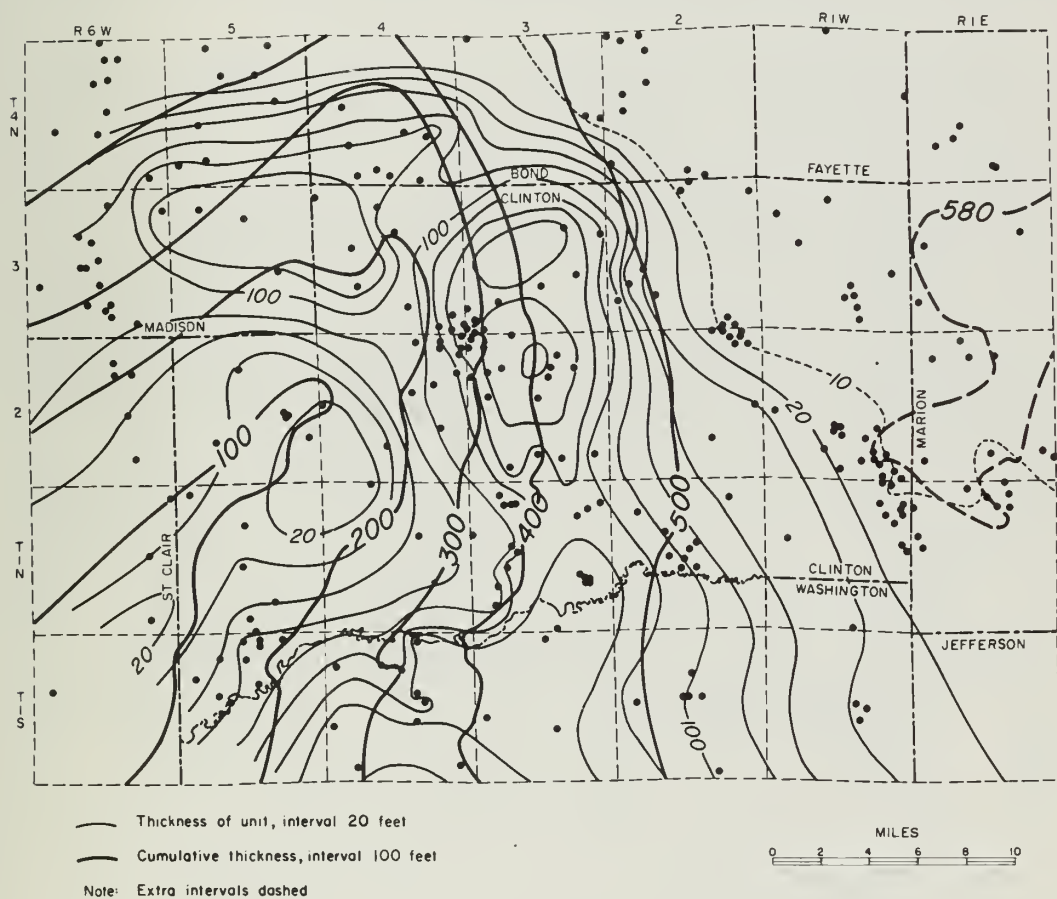 R6W 5 4 3 2 R1W R1E
T4N
BOND
FAYETTE
CLINTON
580
100
3
100
MADISON
10
20
2
100
MARION
20
200
300
400
500
T1N
ST CLAIR
CLINTON
WASHINGTON
20
JEFFERSON
T1S
100
Thickness of unit, interval 20 feet
Cumulative thickness, interval 100 feet
Note: Extra intervals dashed
MILES
0 2 4 6 8 10